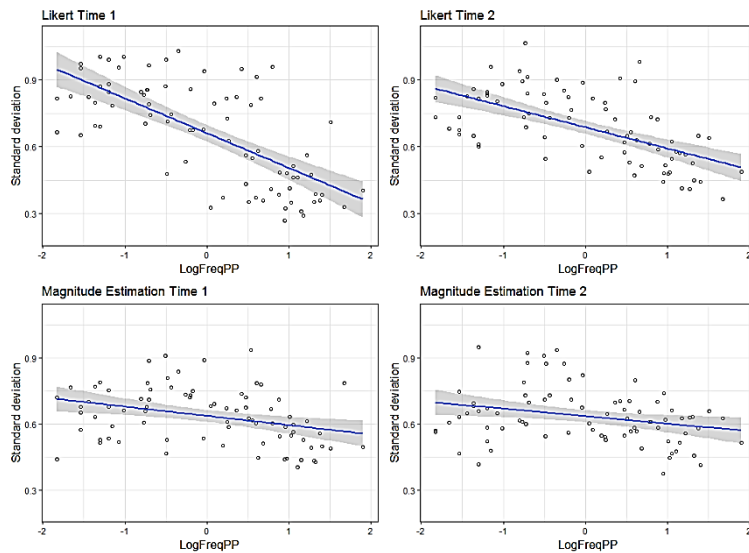 Likert Time 1
Likert Time 2
Standard deviation
0.9
0.6
0.3
-2 -1 0 1 2
LogFreqPP
Standard deviation
0.9
0.6
0.3
-2 -1 0 1 2
LogFreqPP
Magnitude Estimation Time 1
Magnitude Estimation Time 2
Standard deviation
0.9
0.6
0.3
-2 -1 0 1 2
LogFreqPP
Standard deviation
0.9
0.6
0.3
-2 -1 0 1 2
LogFreqPP